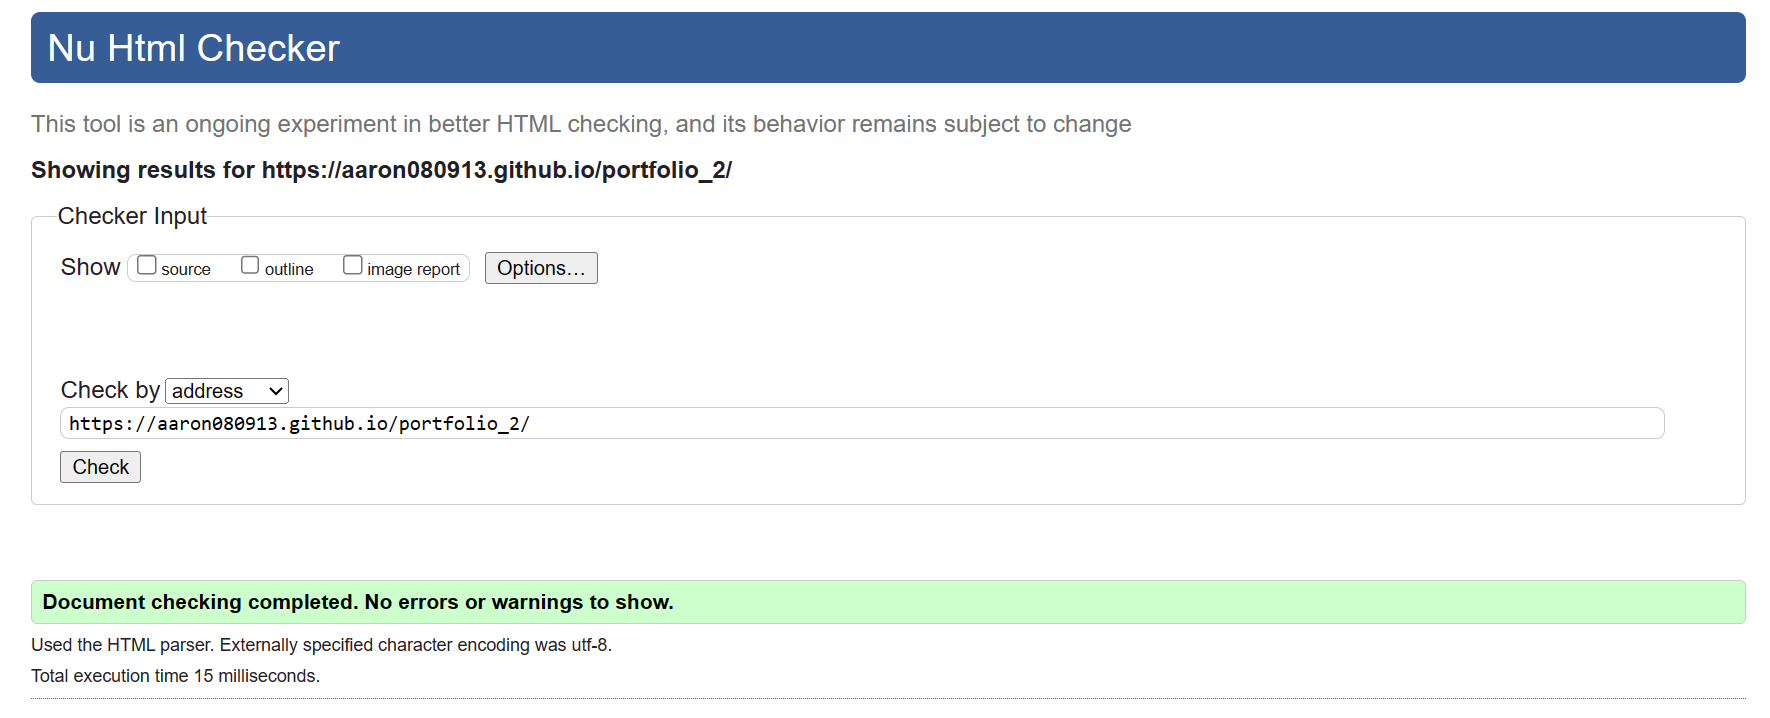 Nu Html Checker
This tool is an ongoing experiment in better HTML checking, and its behavior remains subject to change
Showing results for https://aaron080913.github.io/portfolio_2/
Checker Input
Show source outline image report Options...
Check by address
https://aaron080913.github.io/portfolio_2/
Check
Document checking completed. No errors or warnings to show.
Used the HTML parser. Externally specified character encoding was utf-8.
Total execution time 15 milliseconds.